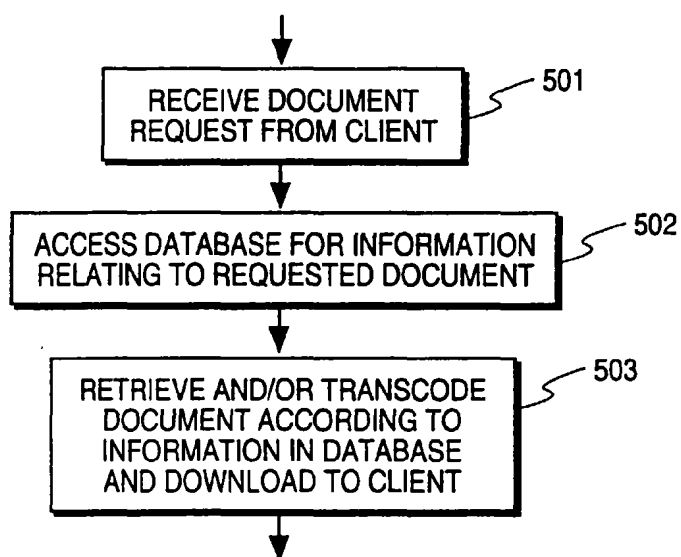 RECEIVE DOCUMENT
REQUEST FROM CLIENT
501
ACCESS DATABASE FOR INFORMATION
RELATING TO REQUESTED DOCUMENT
502
RETRIEVE AND/OR TRANSCODE
DOCUMENT ACCORDING TO
INFORMATION IN DATABASE
AND DOWNLOAD TO CLIENT
503